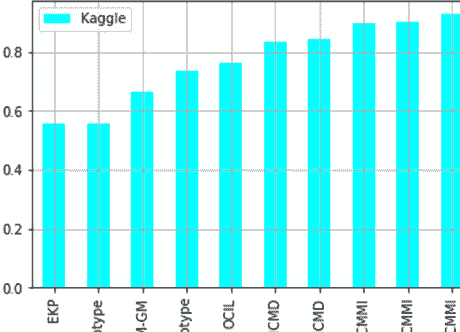 Kaggle
0.8
0.6
0.4
0.2
0.0
EKP
otype
M-GM
otype
OCIL
ICMD
CMD
CMMI
CMMI
CMMI